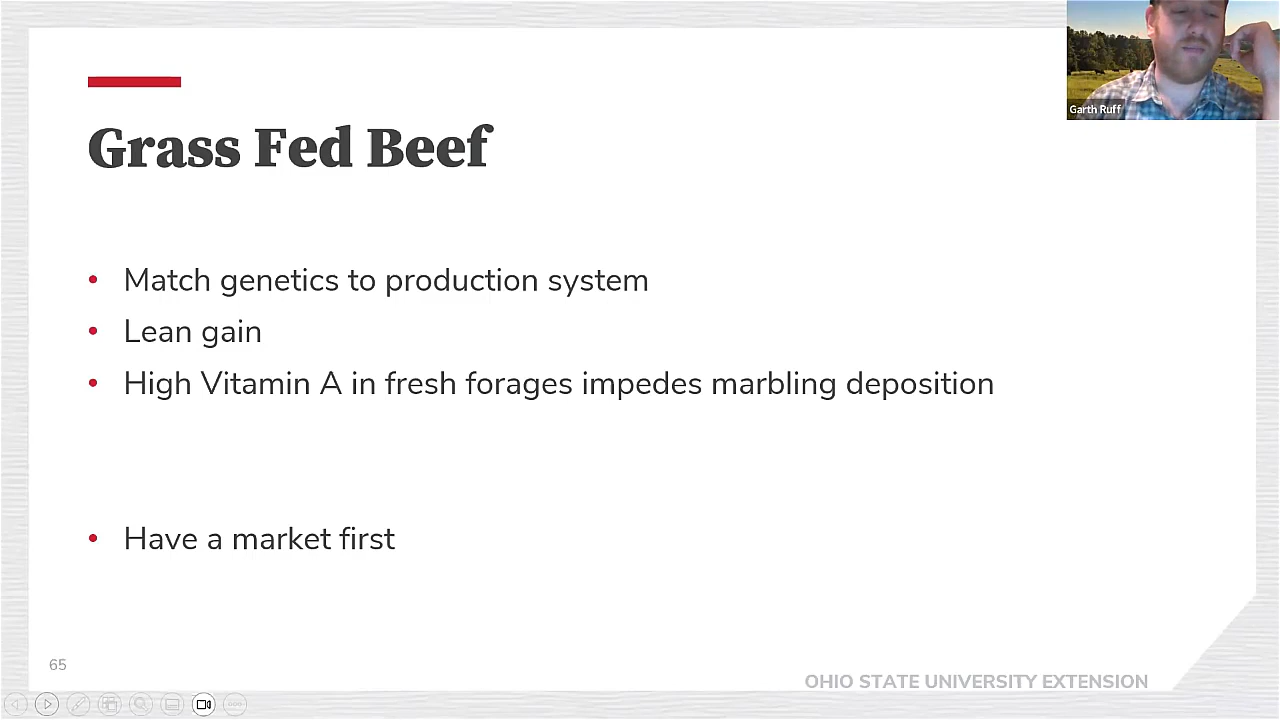 Garth Ruff
Grass Fed Beef
• Match genetics to production system
• Lean gain
• High Vitamin A in fresh forages impedes marbling deposition
• Have a market first
65
OHIO STATE UNIVERSITY EXTENSION